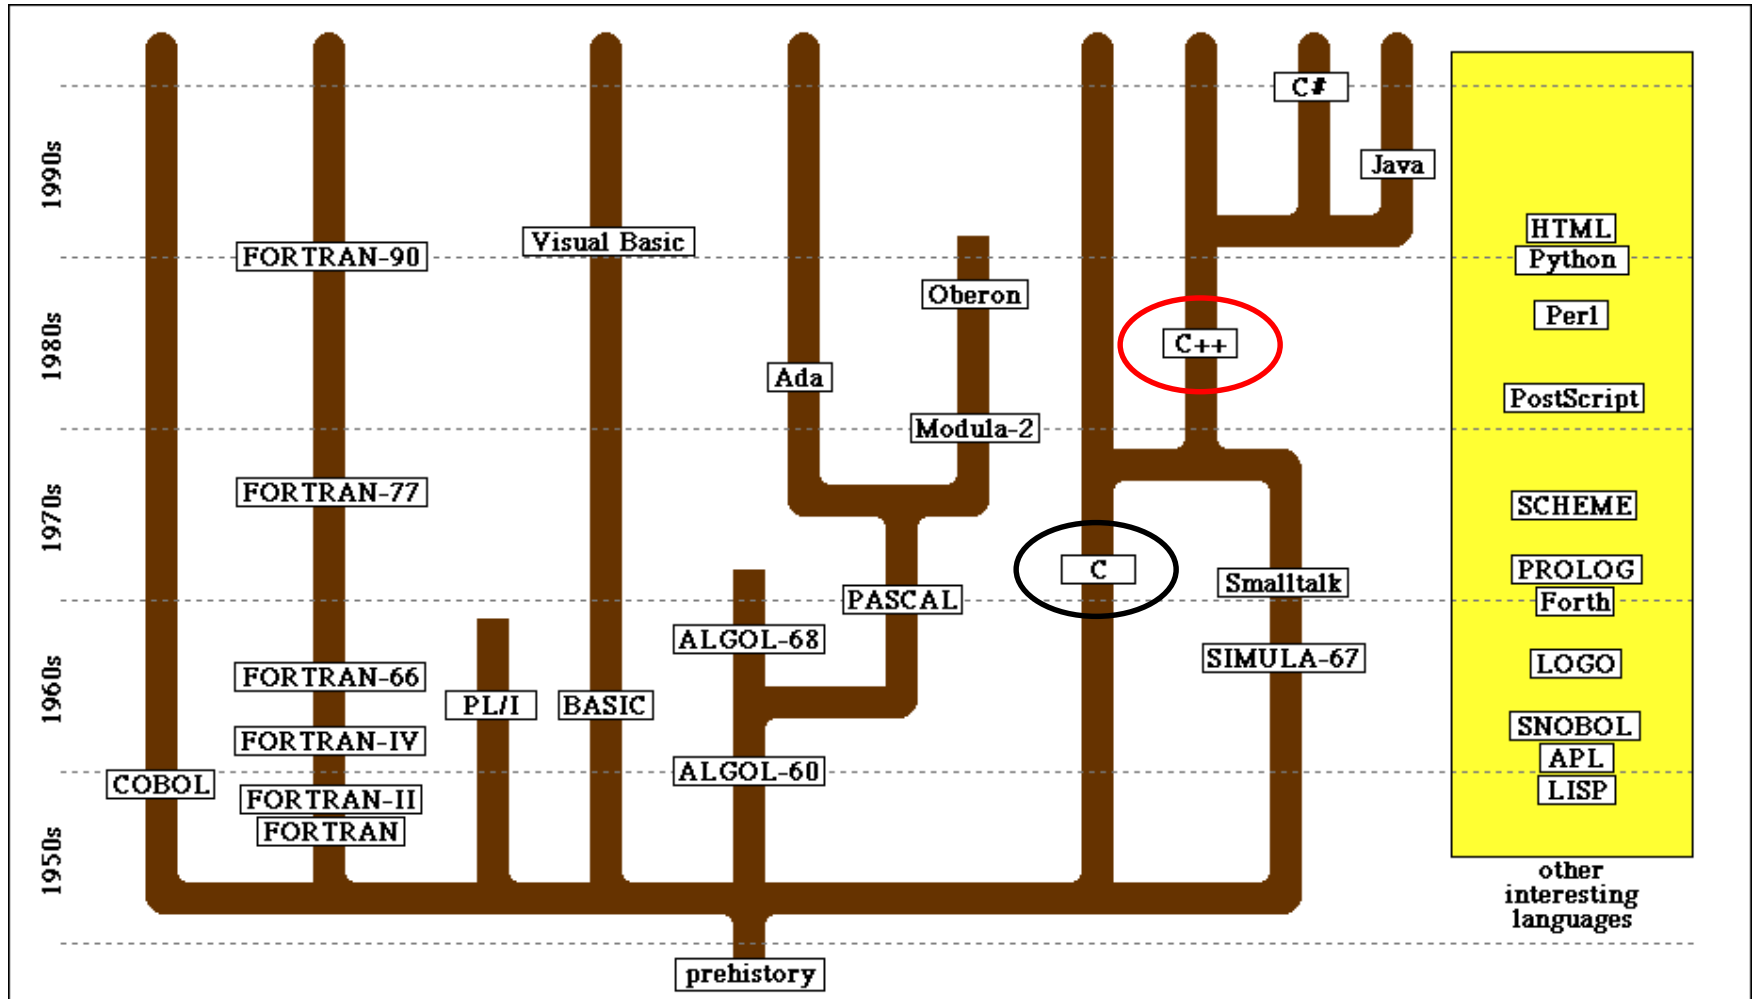 C#
1990s
Java
HTML
Visual Basic
FORTRAN-90
Python
Oberon
Perl
1980s
C++
Ada
PostScript
Modula-2
FORTRAN-77
SCHEME
1970s
C
PROLOG
Smalltalk
PASCAL
Forth
ALGOL-68
SIMULA-67
LOGO
FORTRAN-66
1960s
PL/I
BASIC
SNOBOL
FORTRAN-IV
APL
ALGOL-60
COBOL
LISP
FORTRAN-II
FORTRAN
1950s
other
interesting
languages
prehistory